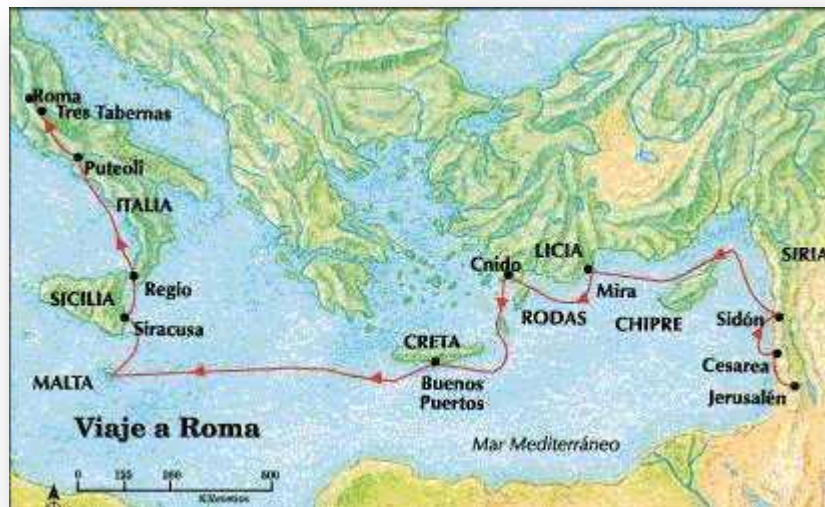 Roma
Tres Tabernas
Puteoli
ITALIA
LICIA
SIRIA
Cnido
Mira
Regio
SICILIA
RODAS
CHIPRE
Sidón
Siracusa
CRETA
Cesarea
MALTA
Buenos
Puertos
Jerusalén
Viaje a Roma
Mar Mediterráneo
0